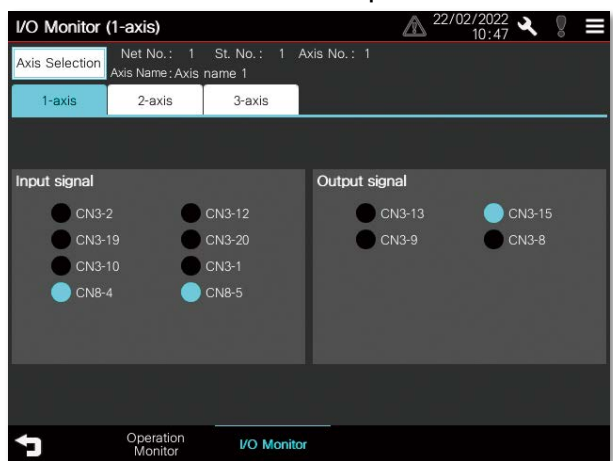 I/O Monitor (1-axis)
22/02/2022
10:47
Axis Selection
Net No.: 1 St. No.: 1 Axis No.: 1
Axis Name: Axis name 1
1-axis 2-axis 3-axis
Input signal
CN3-2 CN3-12
CN3-19 CN3-20
CN3-10 CN3-1
CN8-4 CN8-5
Output signal
CN3-13 CN3-15
CN3-9 CN3-8
Operation
Monitor
I/O Monitor